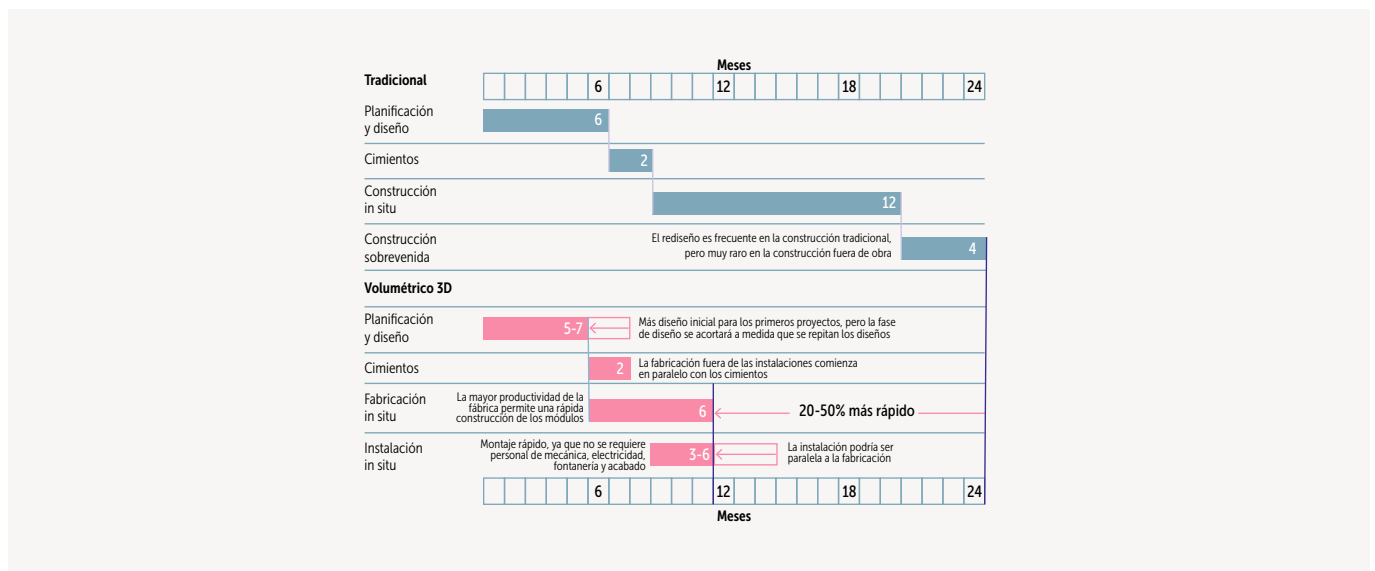 Meses
Tradicional
6 12 18 24
Planificación
y diseño
6
Cimientos
2
Construcción
in situ
12
Construcción
sobrevenida
El rediseño es frecuente en la construcción tradicional,
pero muy raro en la construcción fuera de obra
4
Volumétrico 3D
Planificación
y diseño
5-7
Más diseño inicial para los primeros proyectos, pero la fase
de diseño se acortará a medida que se repitan los diseños
Cimientos
2
La fabricación fuera de las instalaciones comienza
en paralelo con los cimientos
Fabricación
in situ
La mayor productividad de la
fábrica permite una rápida
construcción de los módulos
6
20-50% más rápido
Instalación
in situ
Montaje rápido, ya que no se requiere
personal de mecánica, electricidad,
fontanería y acabado
3-6
La instalación podría ser
paralela a la fabricación
6 12 18 24
Meses